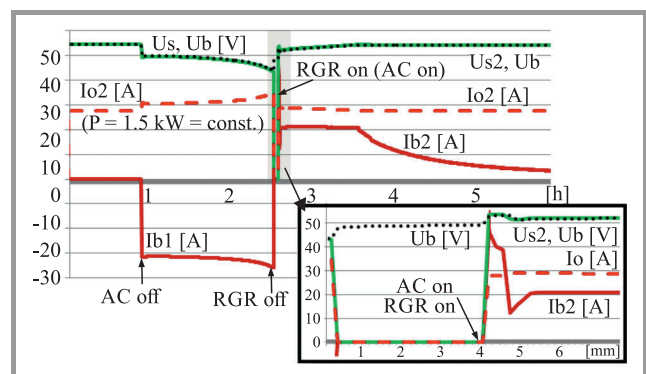 60
50
40
30
20
10
0
-10
-20
-30
Us, Ub [V]
RGR on (AC on)
Us2, Ub
Io2 [A]
Io2 [A]
(P = 1.5 kW = const.)
Ib2 [A]
1 2 3 4 5 [h]
Ib1 [A]
AC off
RGR off
50
40
30
20
10
0
Ub [V]
Us2, Ub [V]
Io [A]
AC on
RGR on
Ib2 [A]
1 2 3 4 5 6 [mm]